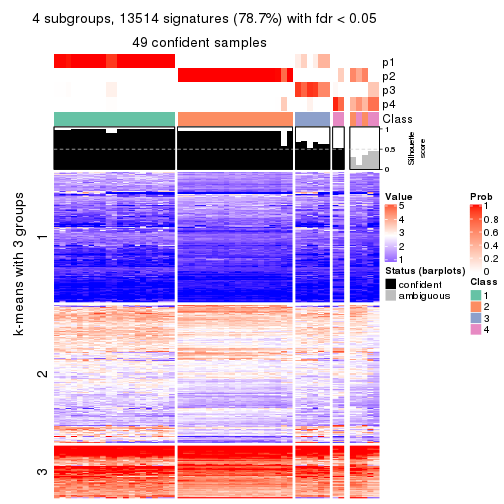 4 subgroups, 13514 signatures (78.7%) with fdr < 0.05
49 confident samples
p1
p2
p3
p4
Class
1
0.5
0
Silhouette
score
k-means with 3 groups
1
2
3
Value
5
4
3
2
1
Status (barplots)
confident
ambiguous
Prob
1
0.8
0.6
0.4
0.2
0
Class
1
2
3
4